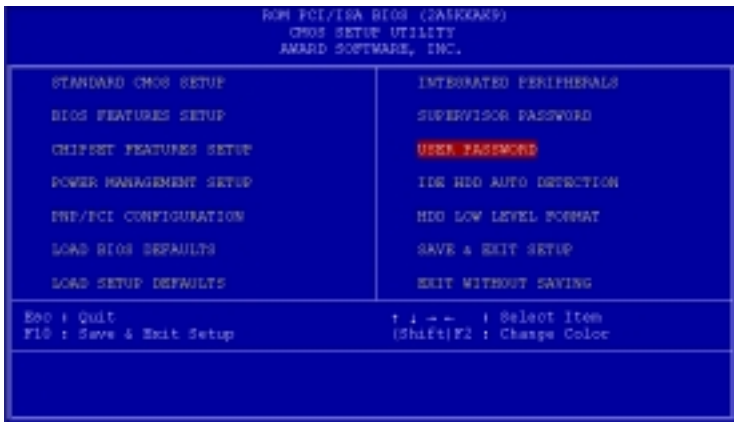 ROM PCI/ISA BIOS (2A5KKAK9)
CMOS SETUP UTILITY
AWARD SOFTWARE, INC.
STANDARD CMOS SETUP
BIOS FEATURES SETUP
CHIPSET FEATURES SETUP
POWER MANAGEMENT SETUP
PNP/PCI CONFIGURATION
LOAD BIOS DEFAULTS
LOAD SETUP DEFAULTS
INTEGRATED PERIPHERALS
SUPERVISOR PASSWORD
USER PASSWORD
IDE HDD AUTO DETECTION
HDD LOW LEVEL FORMAT
SAVE & EXIT SETUP
EXIT WITHOUT SAVING
Esc : Quit
F10 : Save & Exit Setup
↑ ↓ → ← : Select Item
(Shift)F2 : Change Color